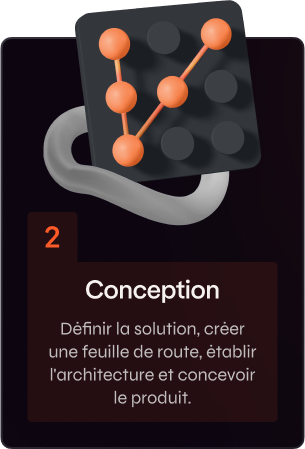 2
Conception
Définir la solution, créer
une feuille de route, établir
l'architecture et concevoir
le produit.